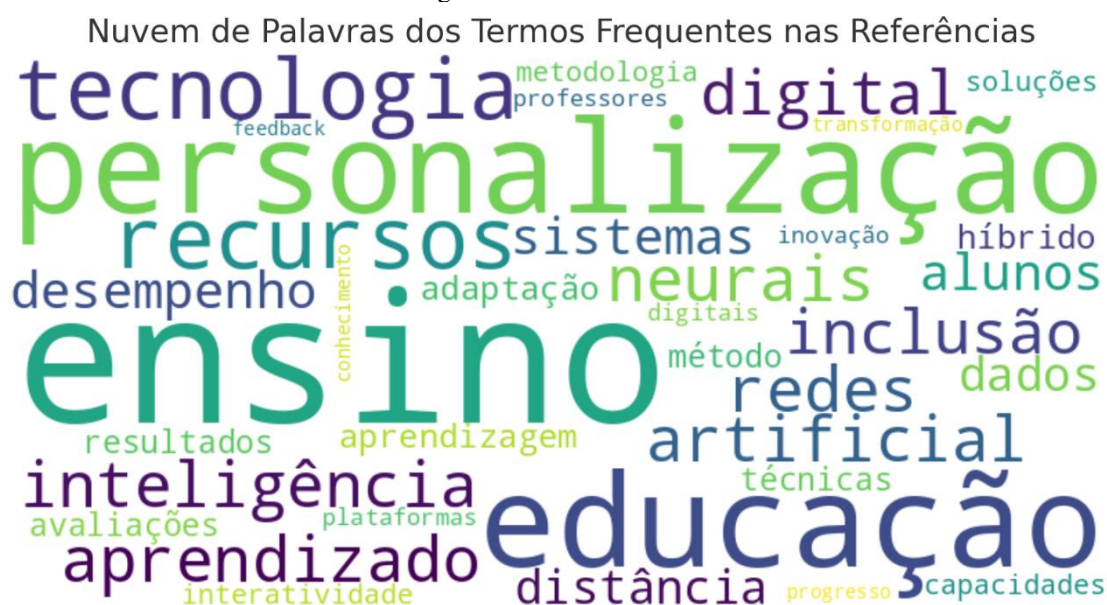 Nuvem de Palavras dos Termos Frequentes nas Referências
tecnologia
metodologia
professores
digital
soluções
feedback
transformação
personalização
recursos
sistemas
inovação
híbrido
desempenho
conhecimento
adaptação
neurais
alunos
ensino
digitais
inclusão
método
redes
dados
resultados
aprendizagem
artificial
inteligência
técnicas
educação
avaliações
plataformas
aprendizado
distância
interatividade
progresso
capacidades